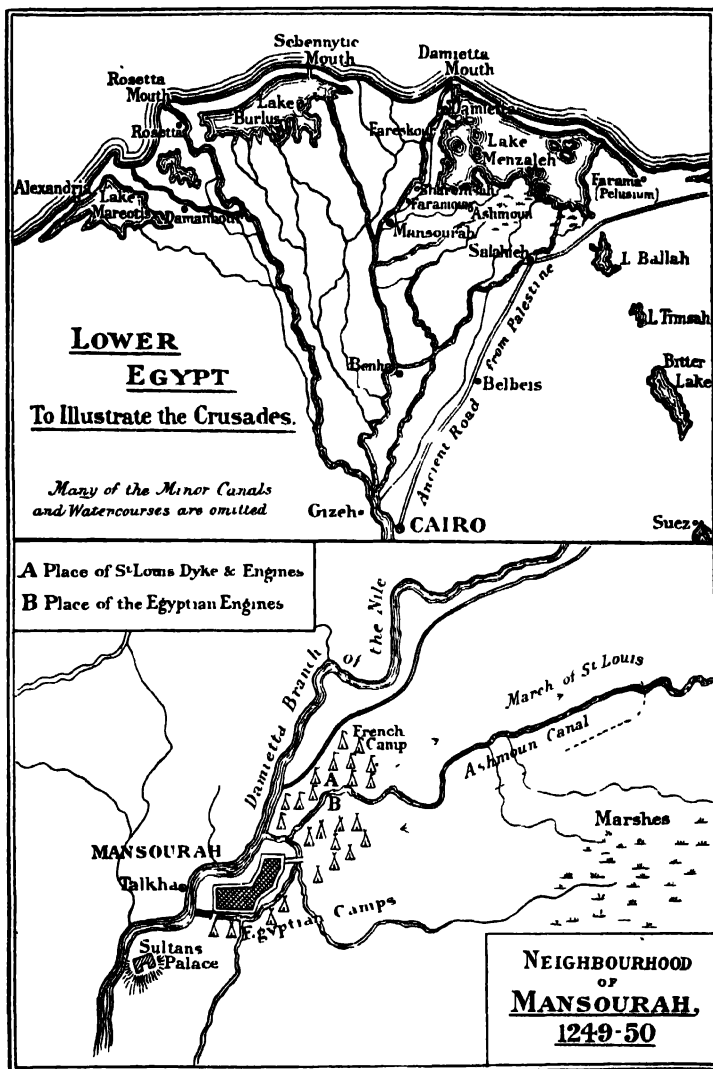 Sebennytic
Mouth
Damietta
Mouth
Rosetta
Mouth
Lake
Burlus
Rosetta
Damietta
Fareskour
Lake
Menzaleh
Alexandria
Lake
Mareotis
Damanhour
Farama
(Pelusium)
Ashmoun
Mansourah
Salahieh
L Ballah
L Timsah
Bitter
Lake
LOWER
EGYPT
To Illustrate the Crusades.
Many of the Minor Canals
and Watercourses are omitted
Belbeis
Ancient Road from Palestine
Gizeh
CAIRO
Suez
A Place of St Louis Dyke & Engines
B Place of the Egyptian Engines
Damietta Branch of the Nile
March of St Louis
Ashmoun Canal
French
Camp
A
B
Marshes
MANSOURAH
Talkha
Egyptian Camps
Sultans
Palace
NEIGHBOURHOOD
OF
MANSOURAH,
1249-50